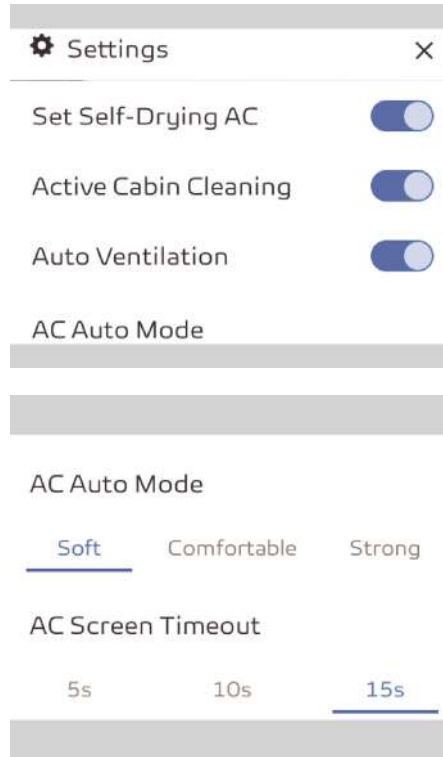 Settings
Set Self-Drying AC
Active Cabin Cleaning
Auto Ventilation
AC Auto Mode
AC Auto Mode
Soft Comfortable Strong
AC Screen Timeout
5s 10s 15s